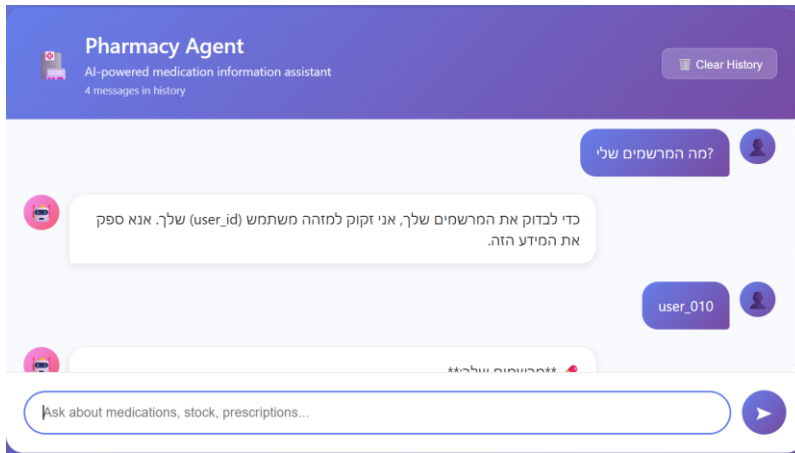 Pharmacy Agent
AI-powered medication information assistant
4 messages in history
Clear History
?מה המרשמים שלי
כדי לבדוק את המרשמים שלך, אני זקוק למזהה משתמש (user_id) שלך. אנא ספק
את המידע הזה.
user_010
**מרשמים שלך:**
Ask about medications, stock, prescriptions...